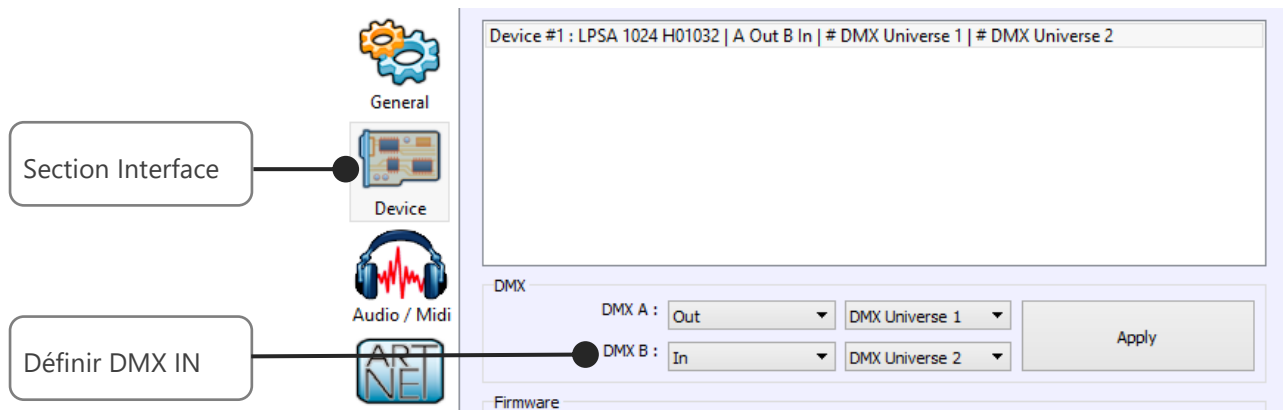 Device #1 : LPSA 1024 H01032 | A Out B In | # DMX Universe 1 | # DMX Universe 2
General
Section Interface
Device
Audio / Midi
ART
NET
DMX
DMX A : Out DMX Universe 1
Apply
DMX B : In DMX Universe 2
Définir DMX IN
Firmware